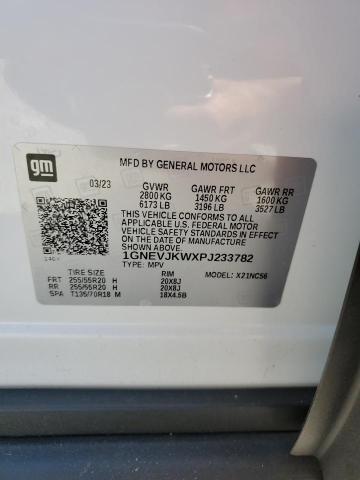 gm
MFD BY GENERAL MOTORS LLC
03/23 GVWR GAWR FRT GAWR RR
2800 KG 1450 KG 1600 KG
6173 LB 3196 LB 3527 LB
THIS VEHICLE CONFORMS TO ALL APPLICABLE
U.S. FEDERAL MOTOR VEHICLE SAFETY AND THEFT
PREVENTION STANDARDS IN EFFECT ON THE DATE OF
MANUFACTURE SHOWN ABOVE.
1GNEVJKWXPJ233782
TYPE: MPV MODEL: X21NC56
TIRE SIZE RIM
FRT 255/55R20 H 20X8J
RR 255/55R20 H 20X8J
SPA T135/70R18 M 18X4.5B